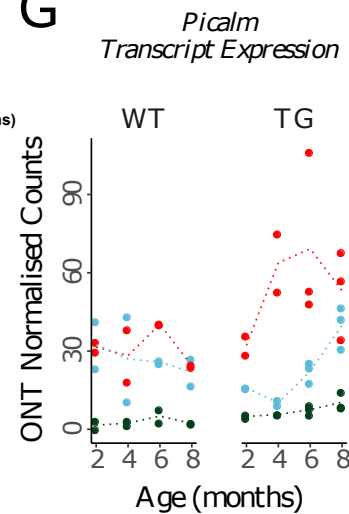 G
Picalm
Transcript Expression
s)
WT TG
ONT Normalised Counts
90
60
30
0
2 4 6 8 2 4 6 8
Age (months)